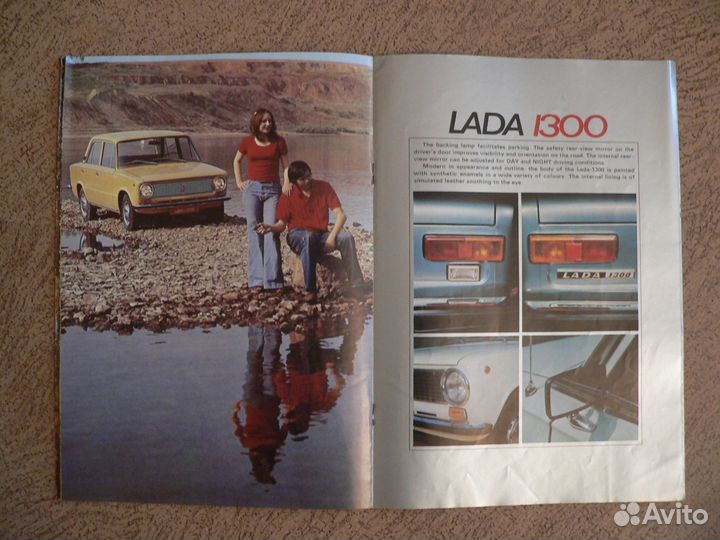 LADA 1300
The backing lamp facilitates parking. The safety rear-view mirror on the
driver's door improves visibility and orientation on the road. The internal rear-
view mirror can be adjusted for DAY and NIGHT driving conditions.
Modern in appearance and outline, the body of the Lada-1300 is painted
with synthetic enamels in a wide variety of colours. The internal lining is of
simulated leather soothing to the eye.
LADA 1300
Avito